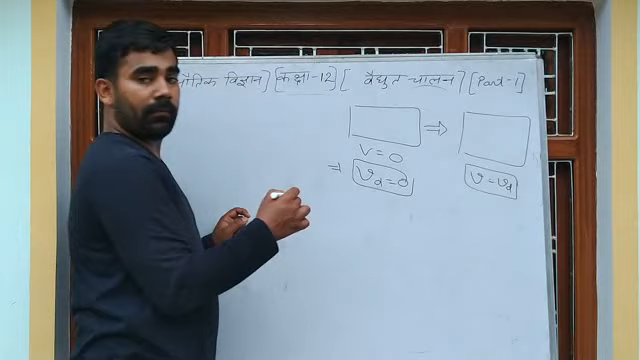 भौतिक विज्ञान] [कक्षा-12] [ वैधुत चालन ] [Part-1]
⇒
V = 0
⇒ Vd = 0 V = Vd